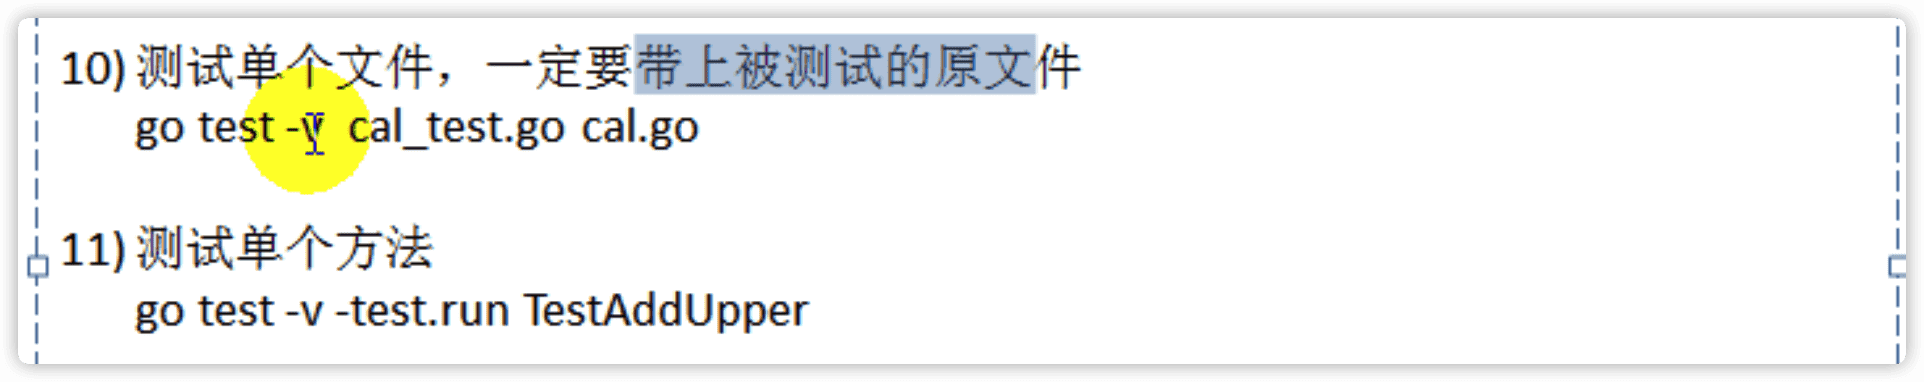 10) 测试单个文件，一定要带上被测试的原文件
go test -v cal_test.go cal.go
11) 测试单个方法
go test -v -test.run TestAddUpper